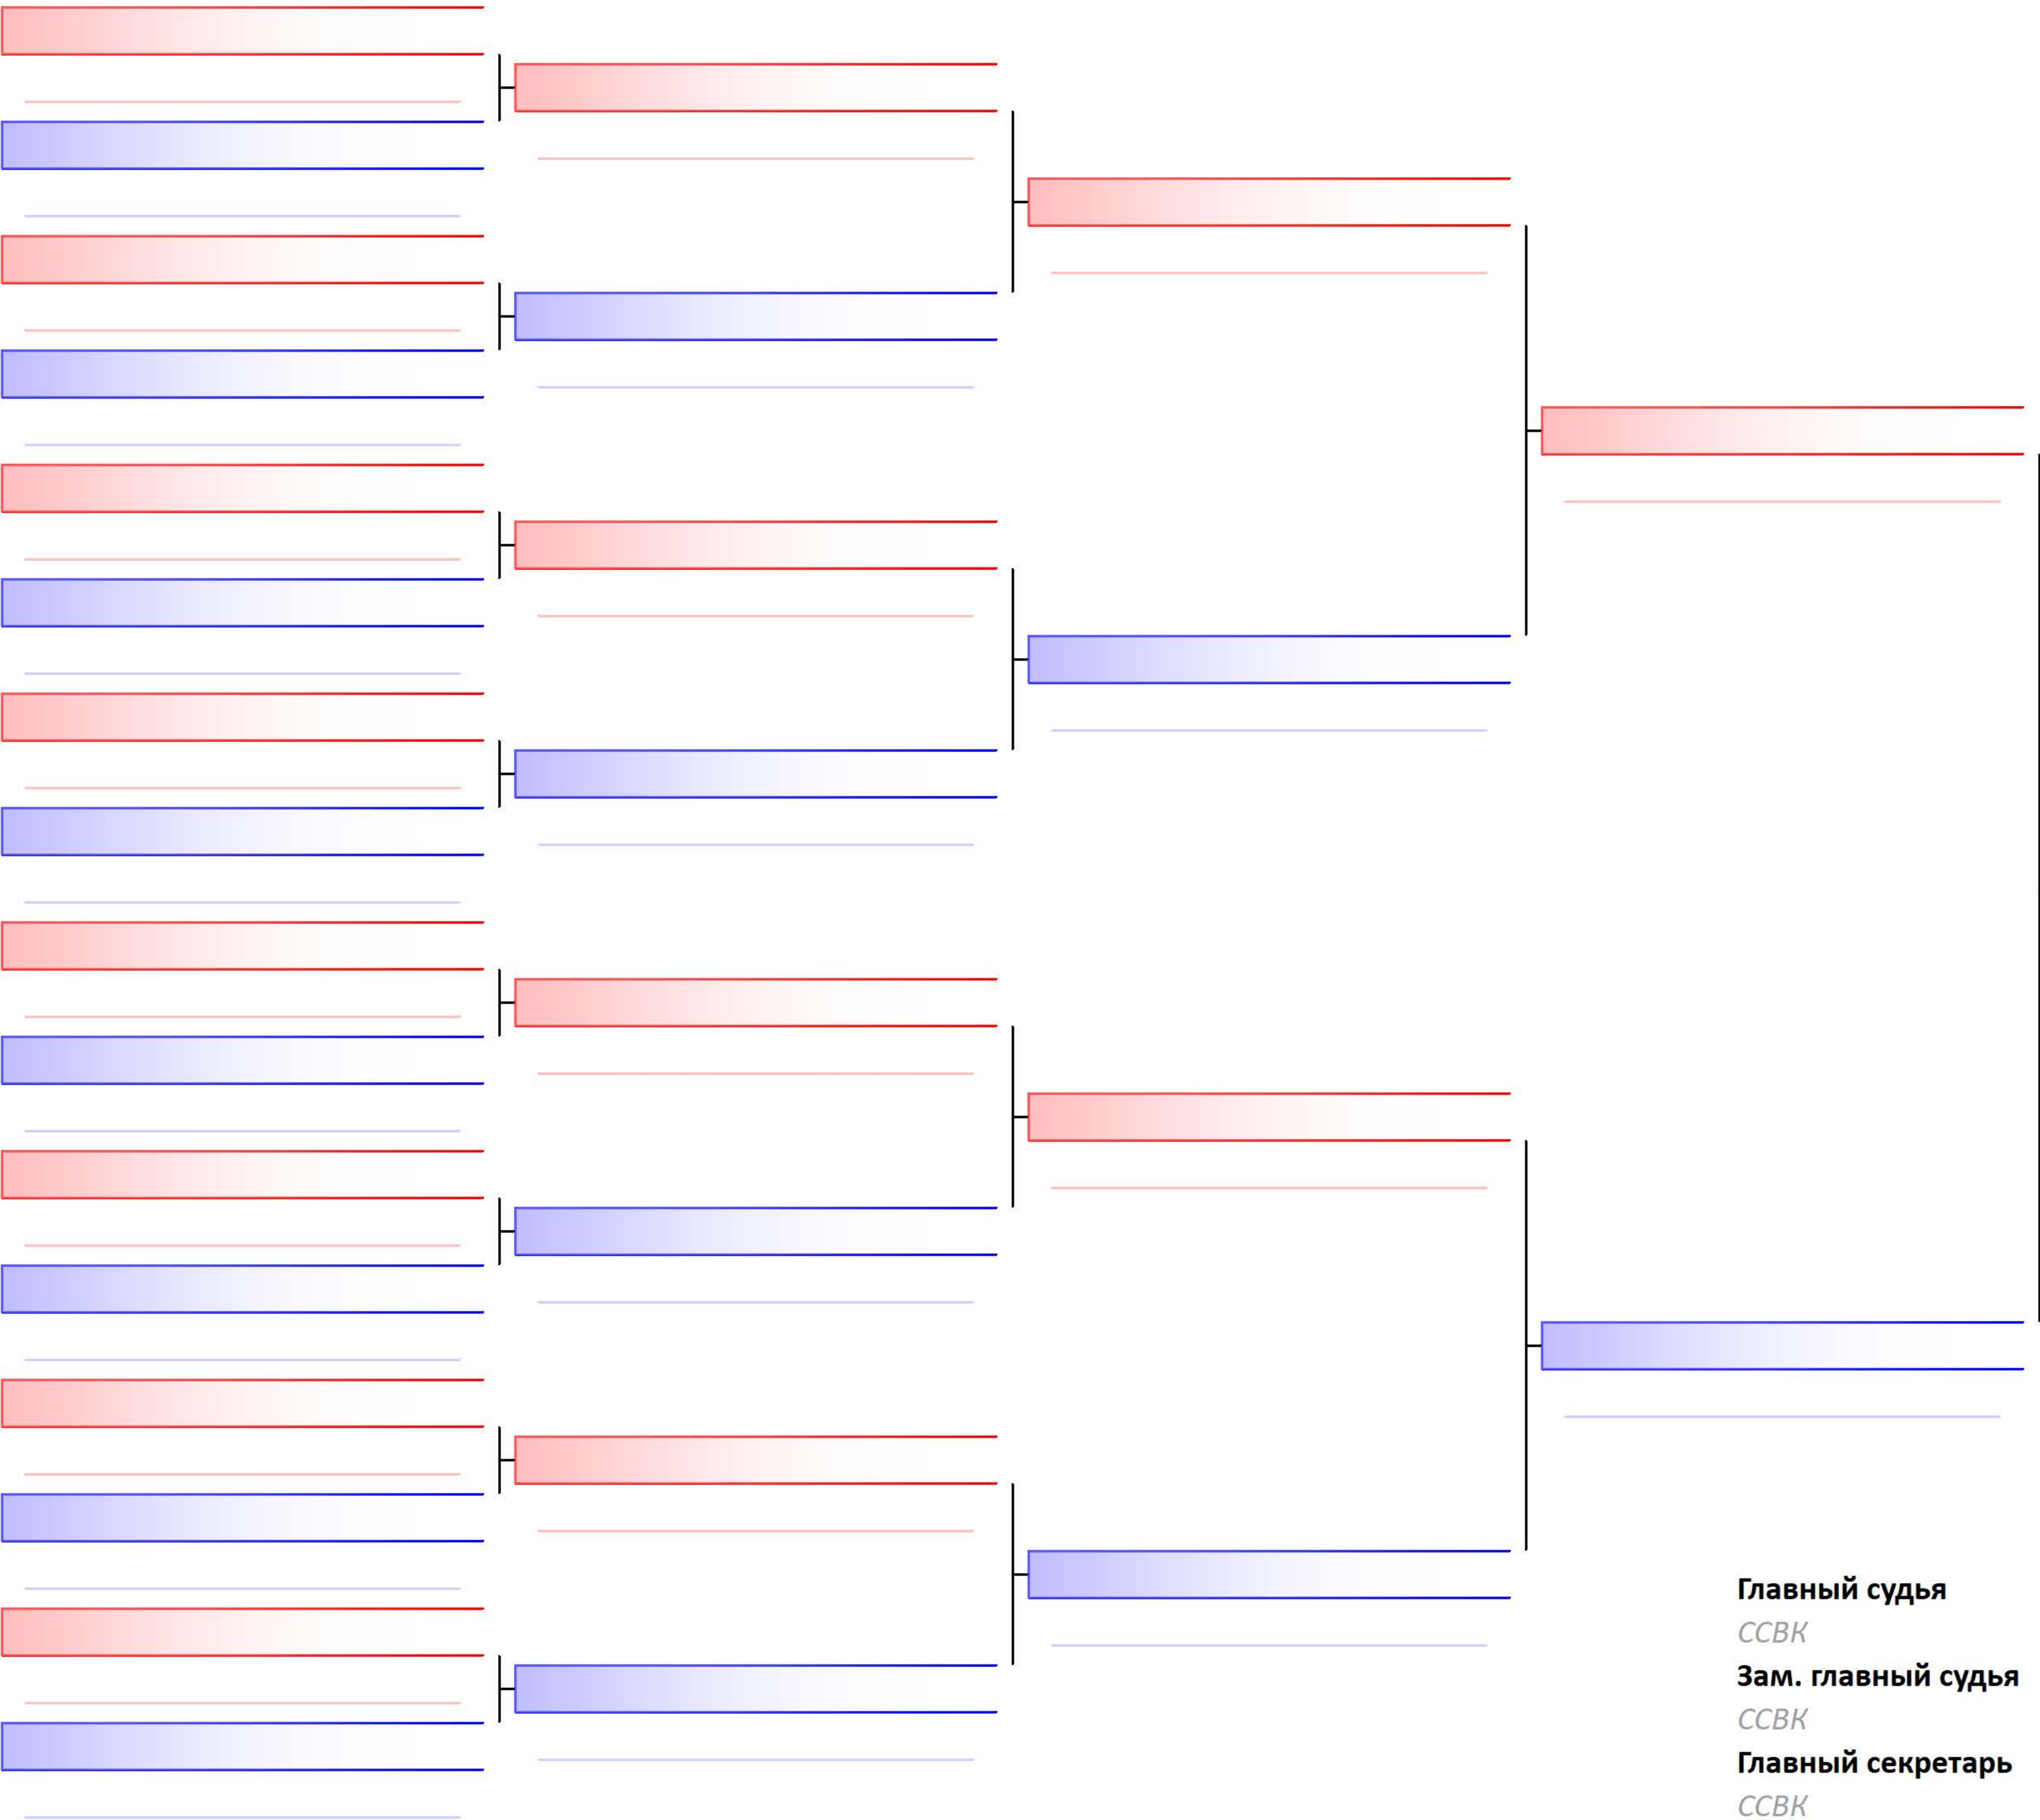 Главный судья
ССВК
Зам. главный судья
ССВК
Главный секретарь
ССВК